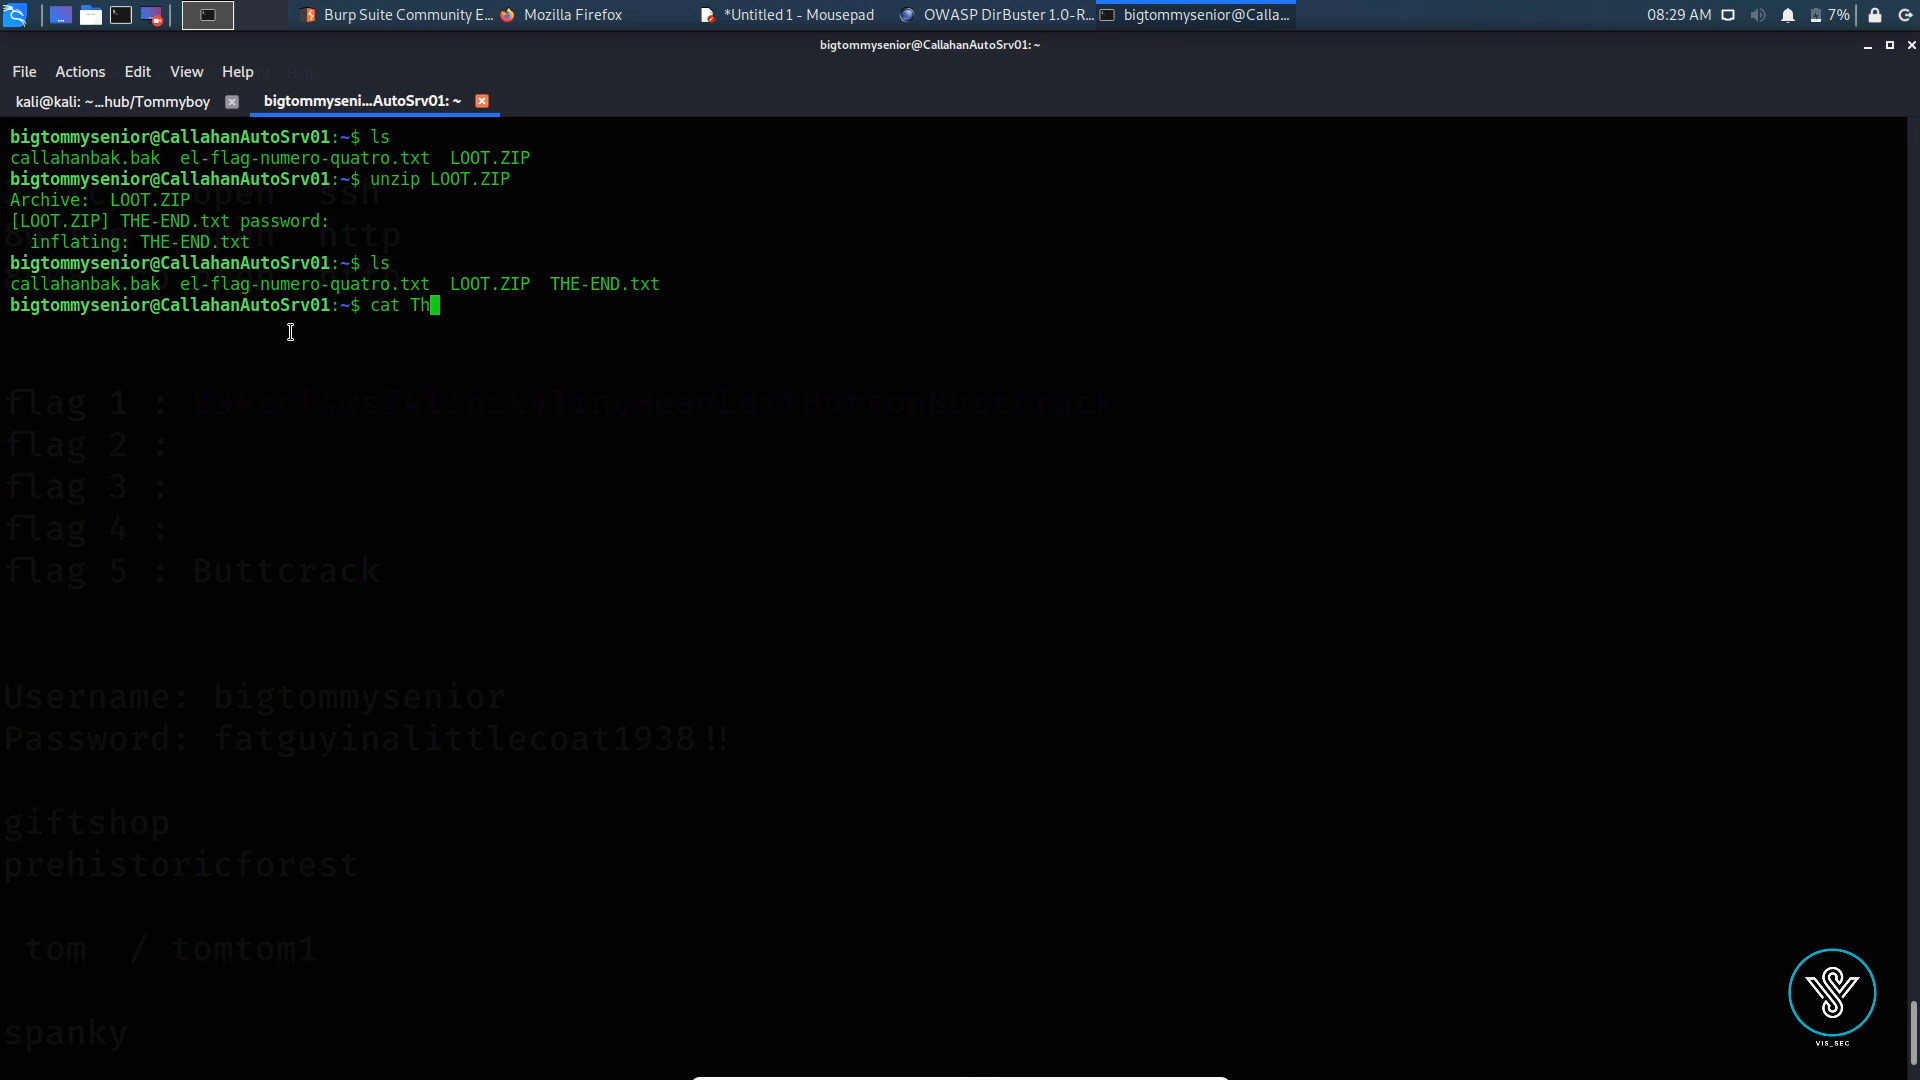 08:29 AM
7%
Burp Suite Community E...
Mozilla Firefox
*Untitled 1 - Mousepad
OWASP DirBuster 1.0-R...
bigtommysenior@Calla...
bigtommysenior@CallahanAutoSrv01: ~
File Actions Edit View Help
kali@kali: ~...hub/Tommyboy
bigtommyseni...AutoSrv01: ~
bigtommysenior@CallahanAutoSrv01:~$ ls
callahanbak.bak el-flag-numero-quatro.txt LOOT.ZIP
bigtommysenior@CallahanAutoSrv01:~$ unzip LOOT.ZIP
open ssh
Archive: LOOT.ZIP
[LOOT.ZIP] THE-END.txt password:
http
inflating: THE-END.txt
bigtommysenior@CallahanAutoSrv01:~$ ls
callahanbak.bak el-flag-numero-quatro.txt LOOT.ZIP THE-END.txt
bigtommysenior@CallahanAutoSrv01:~$ cat Th
flag 1 :
flag 2 :
flag 3 :
flag 4 :
flag 5 : Buttcrack
Username: bigtommysenior
Password: fatguyinalittlecoat1938!!
giftshop
prehistoricforest
tom / tomtom1
spanky
VIS_SEC